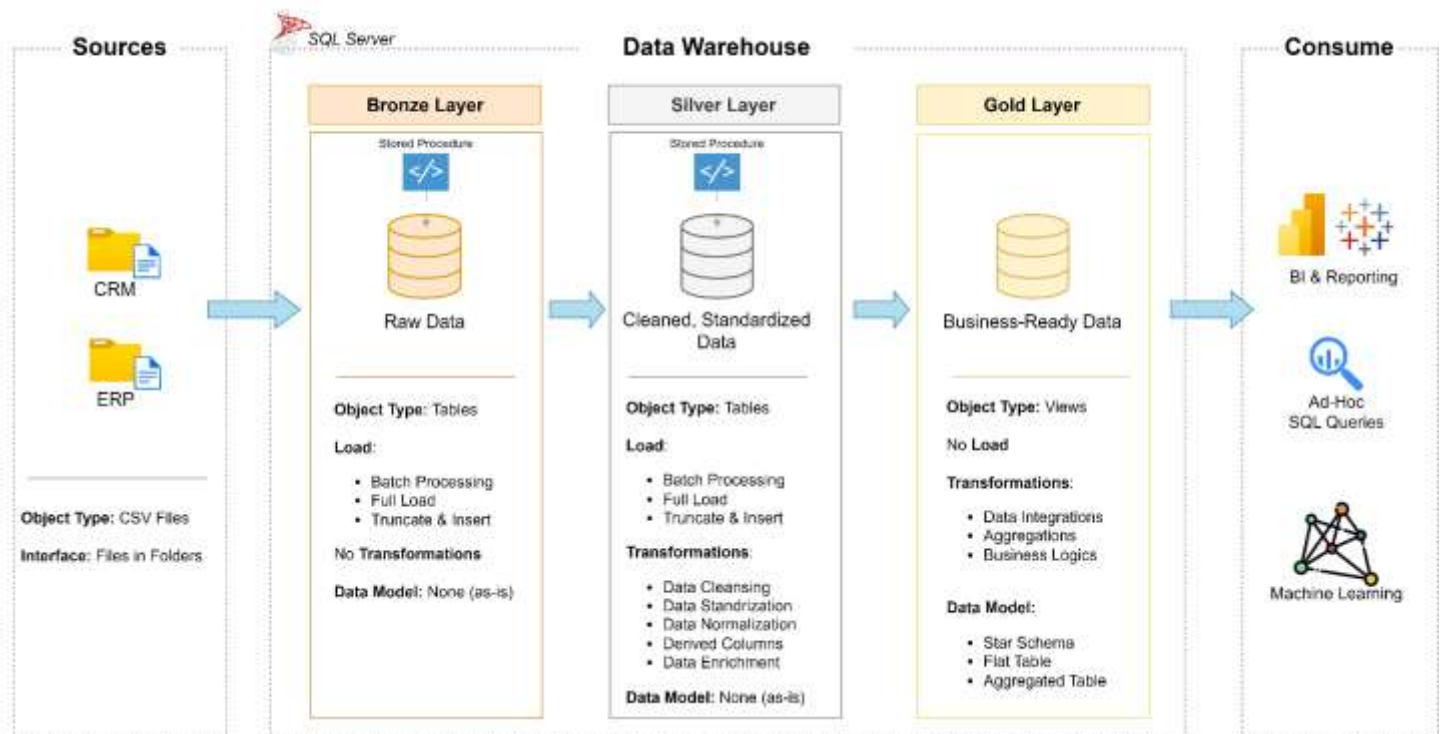 Sources
SQL Server
Data Warehouse
Consume
CRM
ERP
Object Type: CSV Files
Interface: Files in Folders
Bronze Layer
Stored Procedure
</>
Raw Data
Object Type: Tables
Load:
• Batch Processing
• Full Load
• Truncate & Insert
No Transformations
Data Model: None (as-is)
Silver Layer
Stored Procedure
</>
Cleaned, Standardized
Data
Object Type: Tables
Load:
• Batch Processing
• Full Load
• Truncate & Insert
Transformations:
• Data Cleansing
• Data Standrization
• Data Normalization
• Derived Columns
• Data Enrichment
Data Model: None (as-is)
Gold Layer
Business-Ready Data
Object Type: Views
No Load
Transformations:
• Data Integrations
• Aggregations
• Business Logics
Data Model:
• Star Schema
• Flat Table
• Aggregated Table
BI & Reporting
Ad-Hoc
SQL Queries
Machine Learning